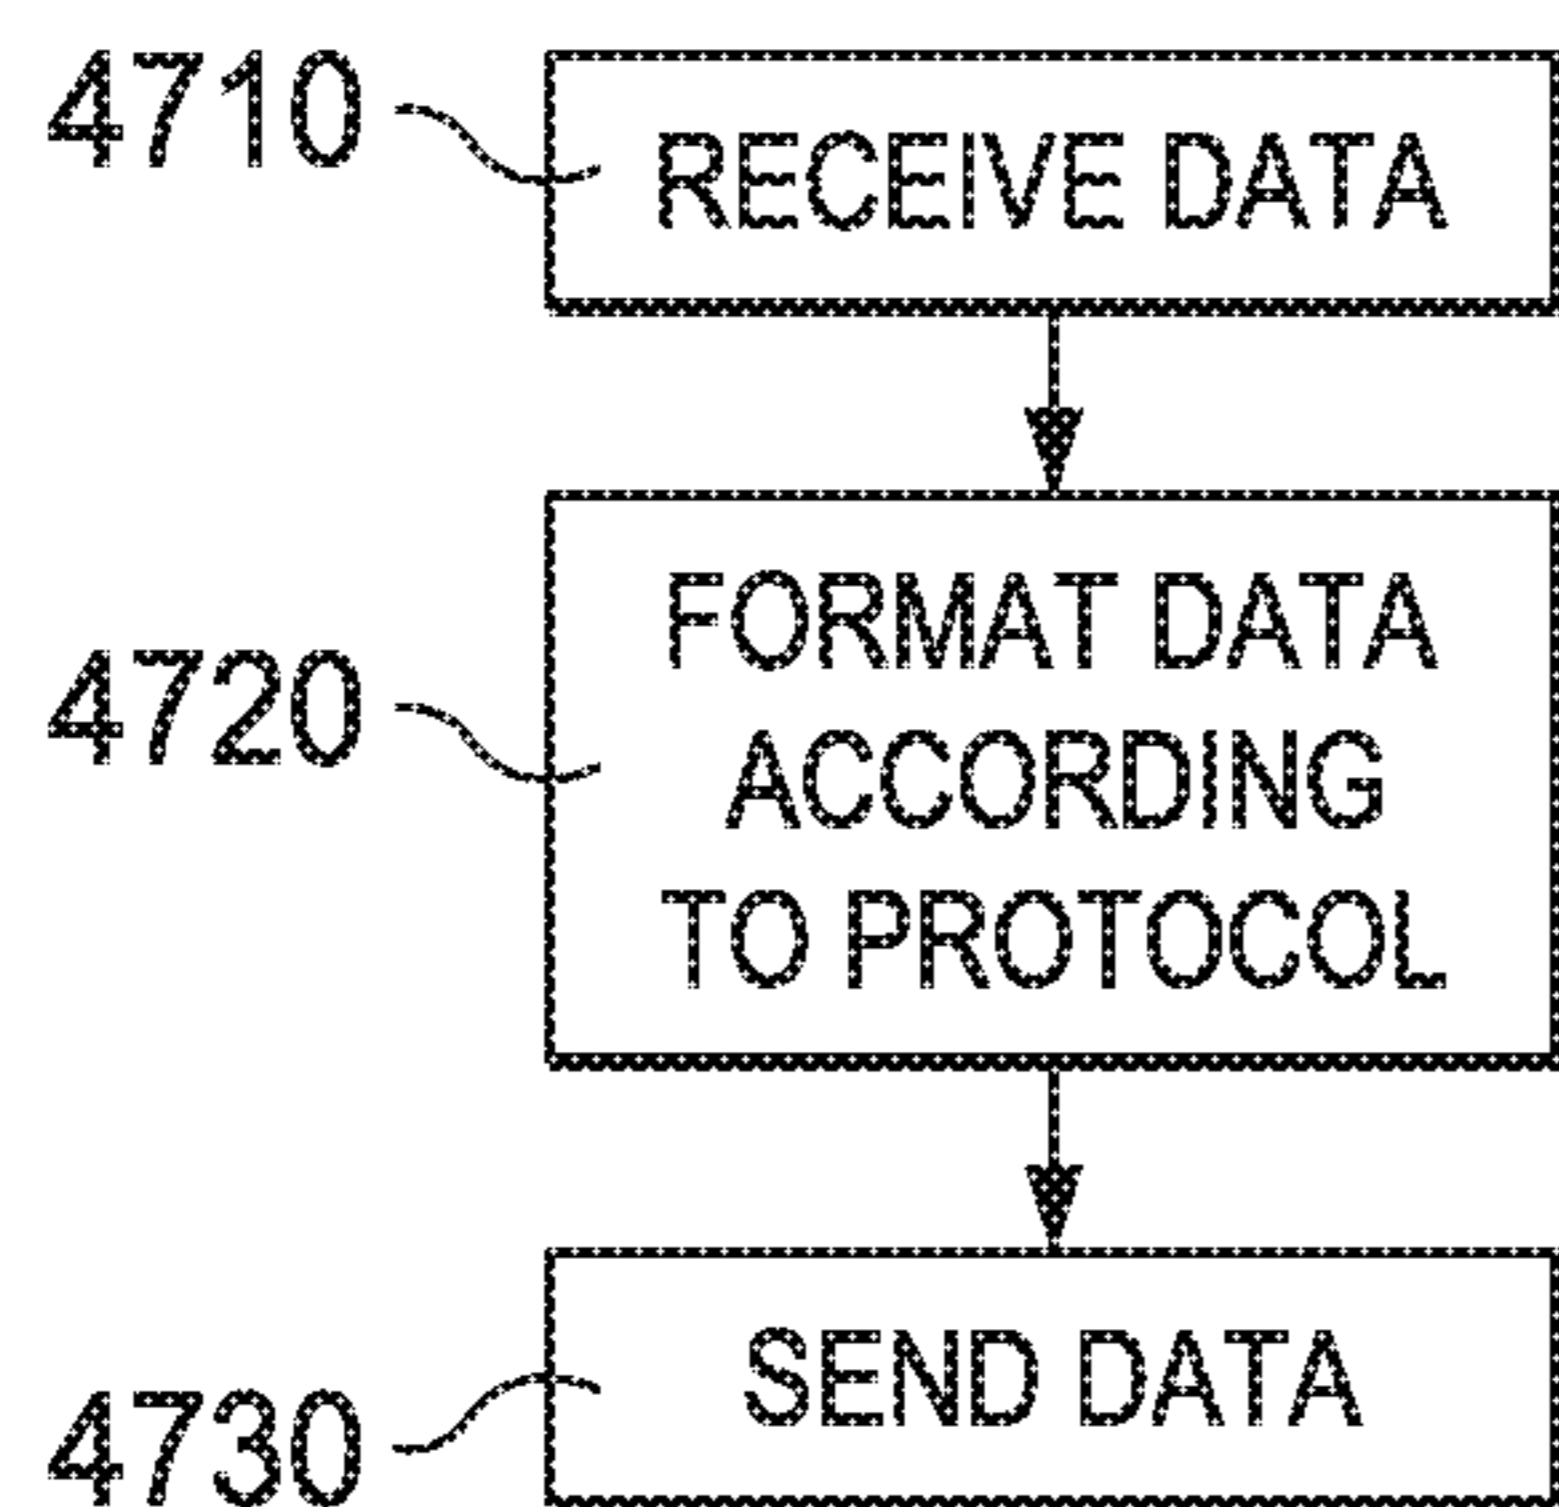 4710
RECEIVE DATA
4720
FORMAT DATA
ACCORDING
TO PROTOCOL
4730
SEND DATA